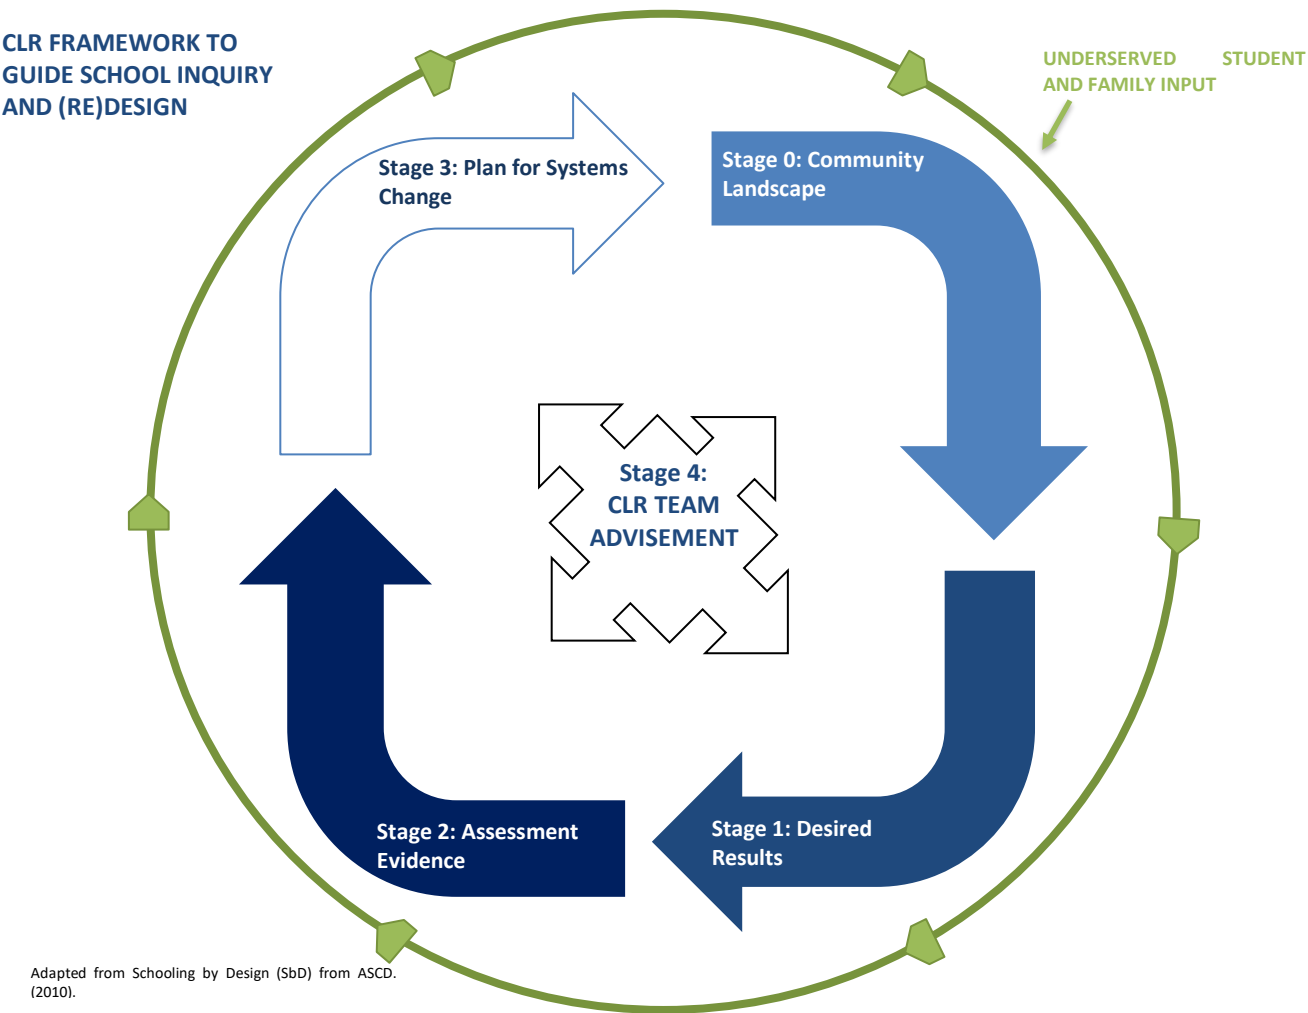 CLR FRAMEWORK TO
GUIDE SCHOOL INQUIRY
AND (RE)DESIGN
UNDERSERVED STUDENT
AND FAMILY INPUT
Stage 3: Plan for Systems
Change
Stage 0: Community
Landscape
Stage 4:
CLR TEAM
ADVISEMENT
Stage 2: Assessment
Evidence
Stage 1: Desired
Results
Adapted from Schooling by Design (SbD) from ASCD.
(2010).